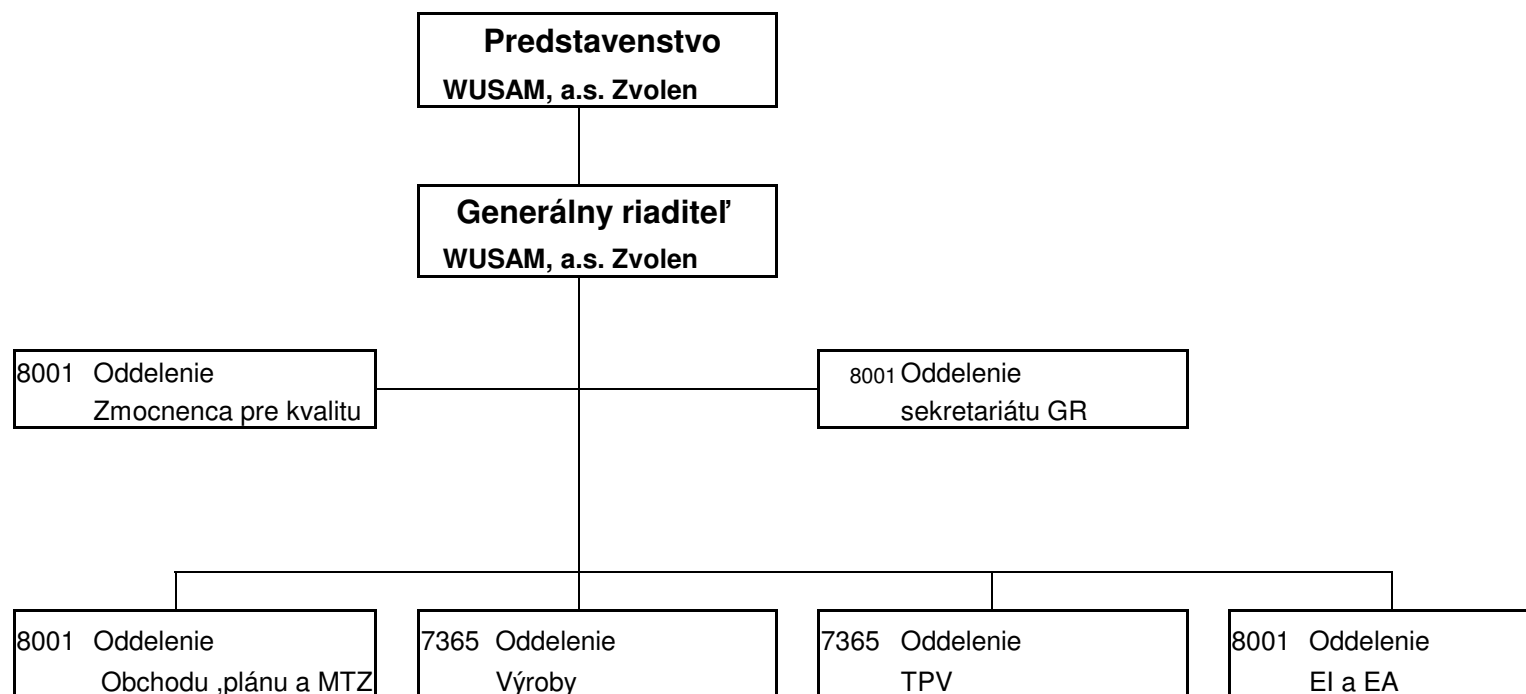 Predstavenstvo
WUSAM, a.s. Zvolen
Generálny riaditeľ
WUSAM, a.s. Zvolen
8001 Oddelenie
Zmocnenca pre kvalitu
8001 Oddelenie
sekretariátu GR
8001 Oddelenie
Obchodu ,plánu a MTZ
7365 Oddelenie
Výroby
7365 Oddelenie
TPV
8001 Oddelenie
EI a EA